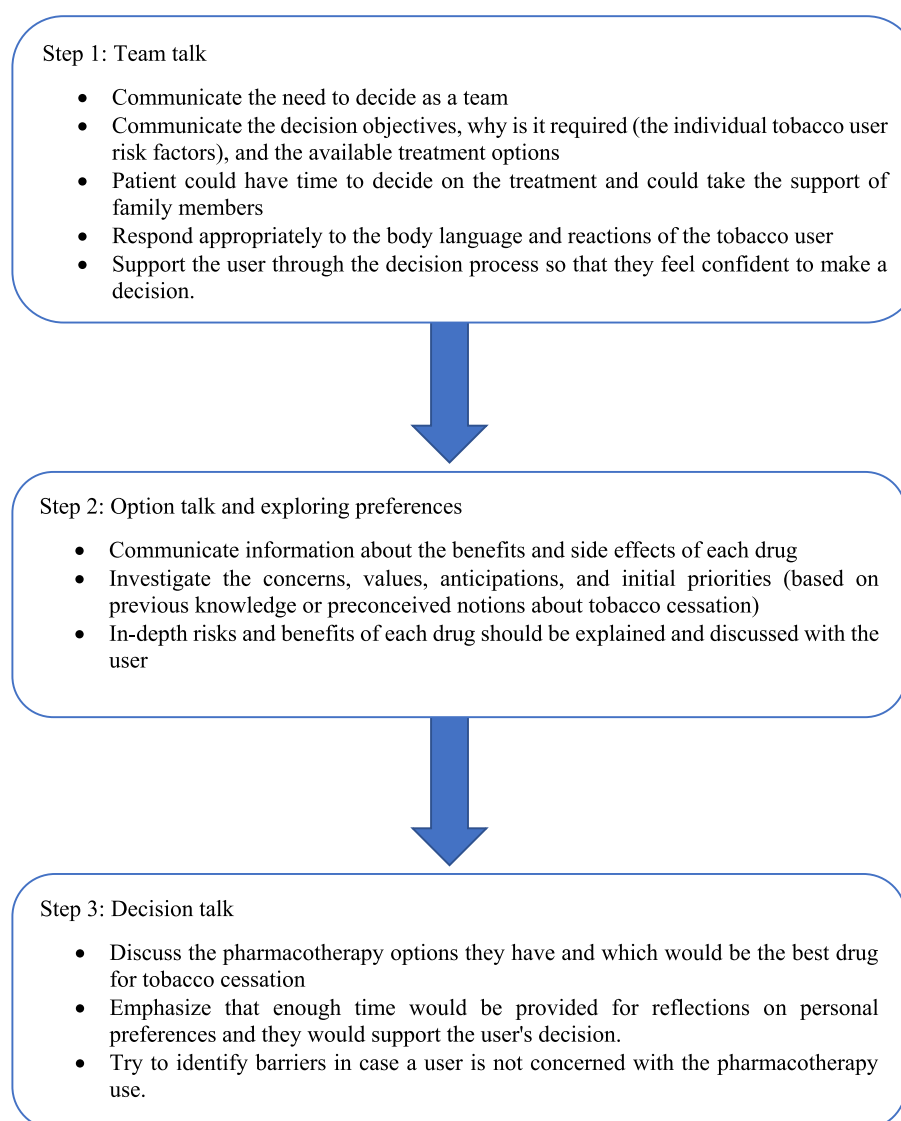 Step 1: Team talk
• Communicate the need to decide as a team
• Communicate the decision objectives, why is it required (the individual tobacco user
risk factors), and the available treatment options
• Patient could have time to decide on the treatment and could take the support of
family members
• Respond appropriately to the body language and reactions of the tobacco user
• Support the user through the decision process so that they feel confident to make a
decision.
Step 2: Option talk and exploring preferences
• Communicate information about the benefits and side effects of each drug
• Investigate the concerns, values, anticipations, and initial priorities (based on
previous knowledge or preconceived notions about tobacco cessation)
• In-depth risks and benefits of each drug should be explained and discussed with the
user
Step 3: Decision talk
• Discuss the pharmacotherapy options they have and which would be the best drug
for tobacco cessation
• Emphasize that enough time would be provided for reflections on personal
preferences and they would support the user's decision.
• Try to identify barriers in case a user is not concerned with the pharmacotherapy
use.